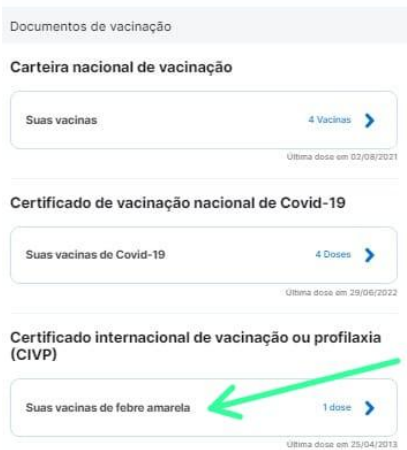 Documentos de vacinação
Carteira nacional de vacinação
Suas vacinas 4 Vacinas
Última dose em 02/08/2021
Certificado de vacinação nacional de Covid-19
Suas vacinas de Covid-19 4 Doses
Última dose em 29/06/2022
Certificado internacional de vacinação ou profilaxia
(CIVP)
Suas vacinas de febre amarela 1 dose
Última dose em 25/04/2013